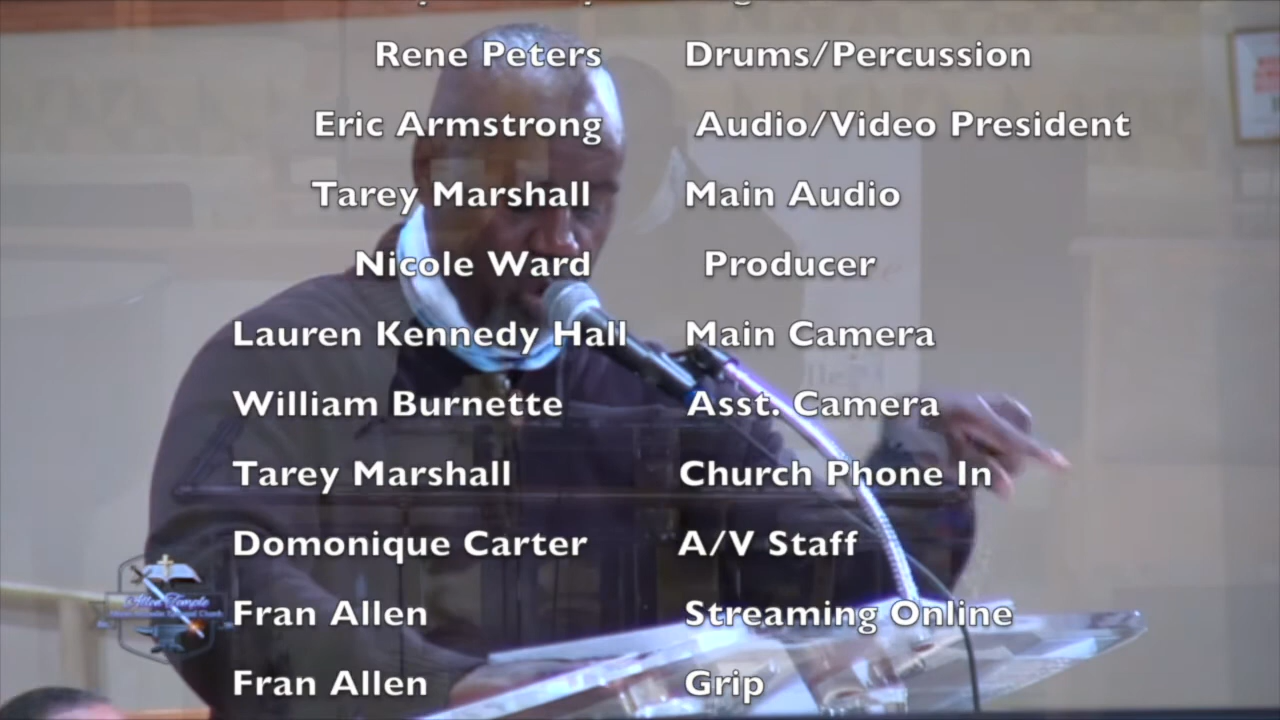 Rene Peters Drums/Percussion
Eric Armstrong Audio/Video President
Tarey Marshall Main Audio
Nicole Ward Producer
Lauren Kennedy Hall Main Camera
William Burnette Asst. Camera
Tarey Marshall Church Phone In
Domonique Carter A/V Staff
Fran Allen Streaming Online
Fran Allen Grip
Allen Temple